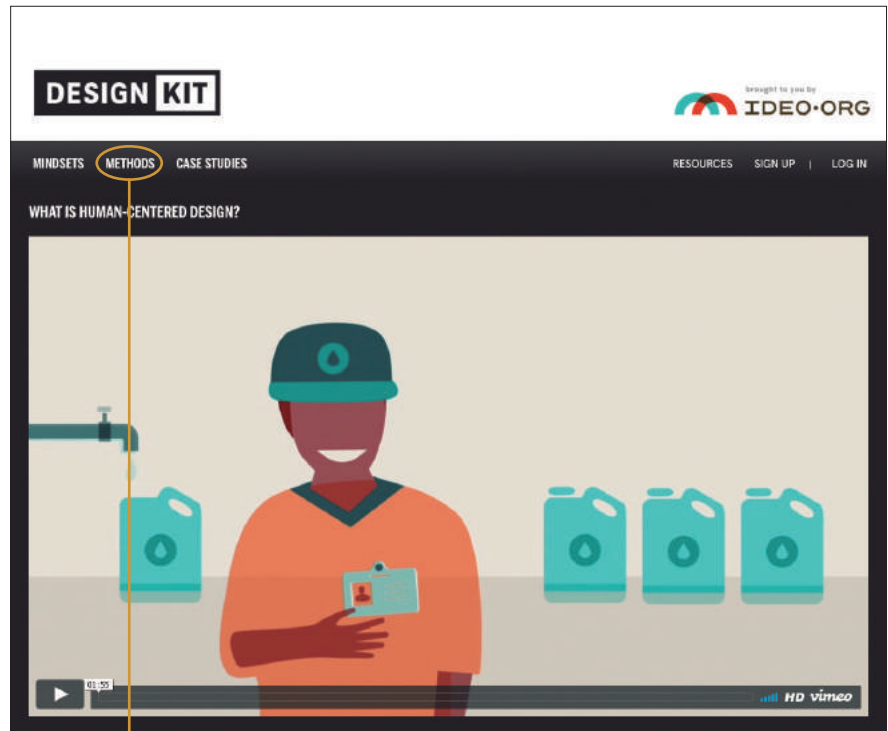 DESIGN KIT
brought to you by
IDEO·ORG
MINDSETS METHODS CASE STUDIES RESOURCES SIGN UP | LOG IN
WHAT IS HUMAN-CENTERED DESIGN?
01:55
HD vimeo